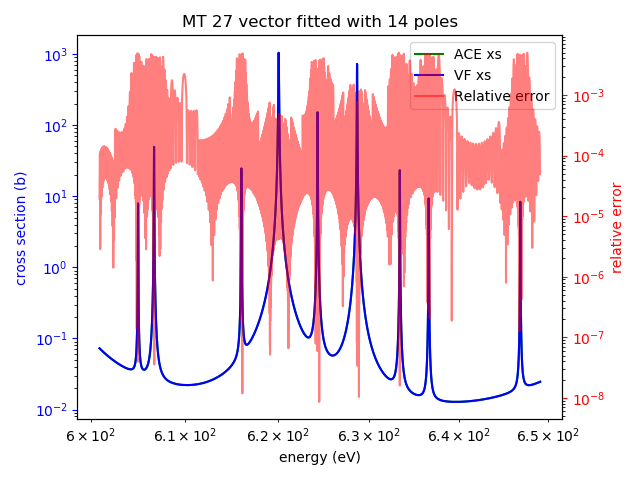 MT 27 vector fitted with 14 poles
ACE xs
VF xs
Relative error
10³
10²
10¹
10⁰
10⁻¹
10⁻²
cross section (b)
10⁻³
10⁻⁴
10⁻⁵
10⁻⁶
10⁻⁷
10⁻⁸
relative error
6 × 10² 6.1 × 10² 6.2 × 10² 6.3 × 10² 6.4 × 10² 6.5 × 10²
energy (eV)